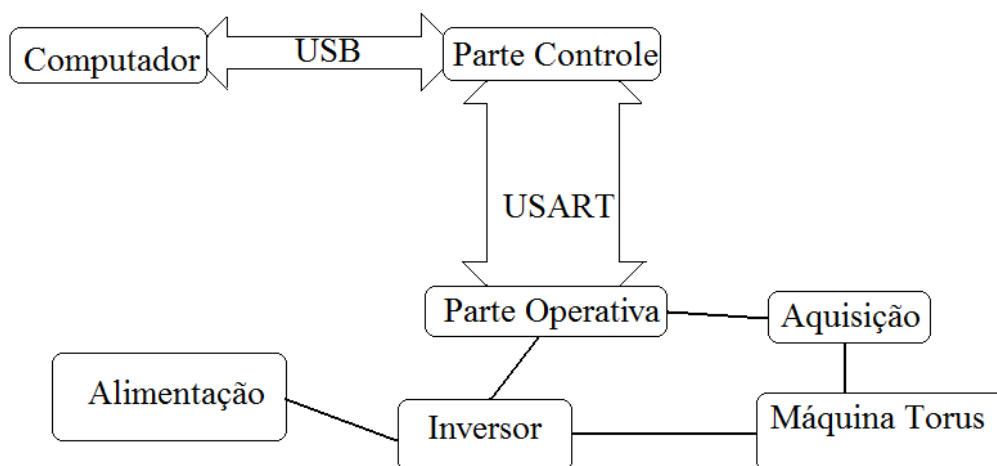 Computador
USB
Parte Controle
USART
Parte Operativa
Aquisição
Alimentação
Inversor
Máquina Torus